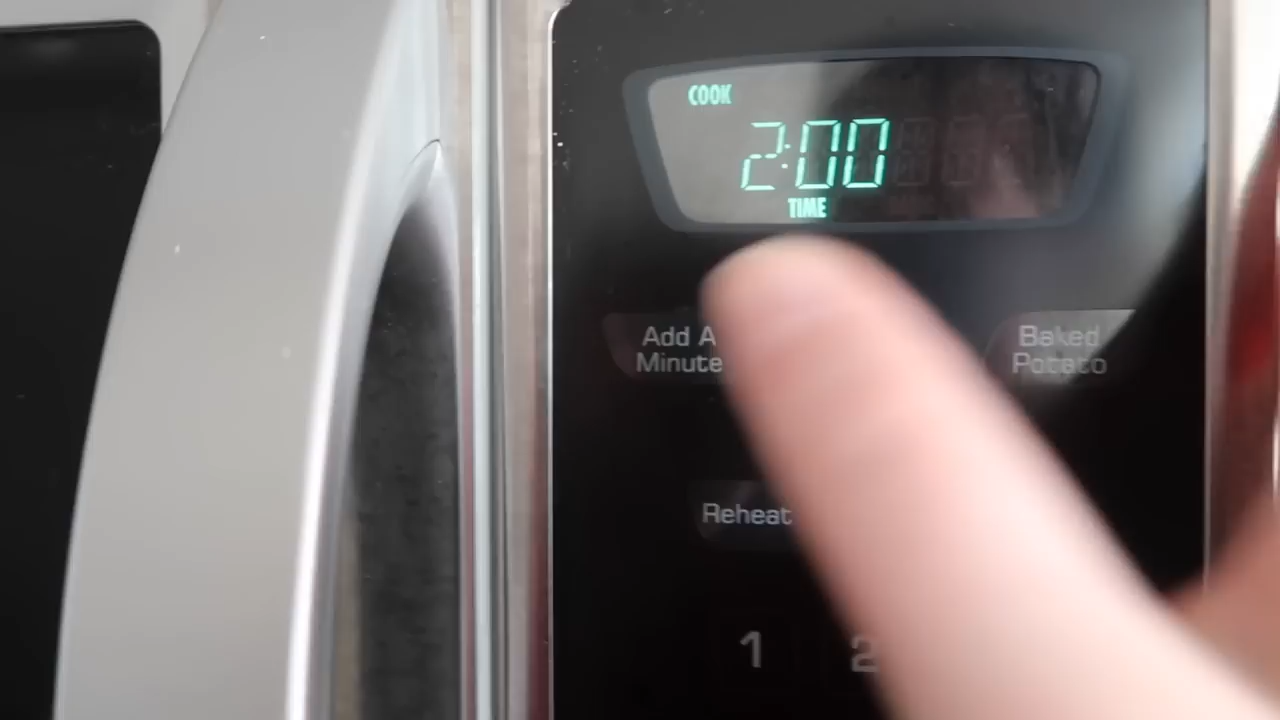 COOK
2:00
TIME
Add A
Minute
Baked
Potato
Reheat
1
2